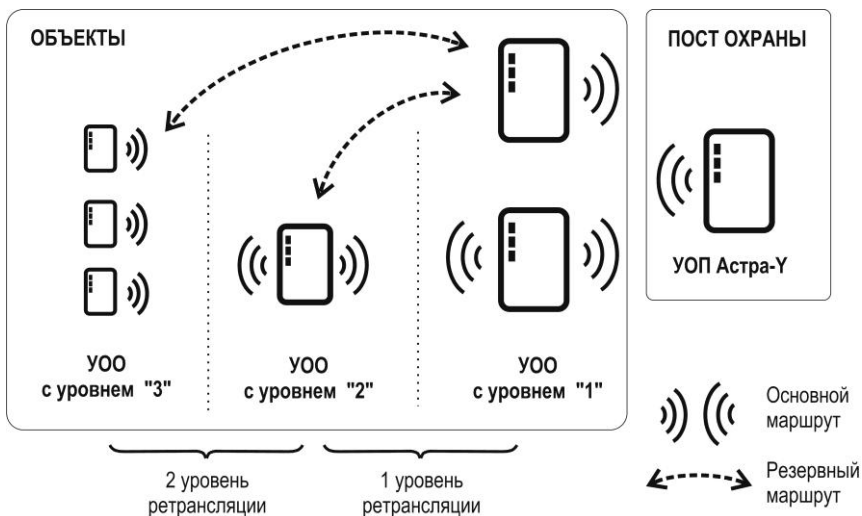 ОБЪЕКТЫ
ПОСТ ОХРАНЫ
УОП Астра-Y
УОО
с уровнем "3"
УОО
с уровнем "2"
УОО
с уровнем "1"
Основной
маршрут
Резервный
маршрут
2 уровень
ретрансляции
1 уровень
ретрансляции